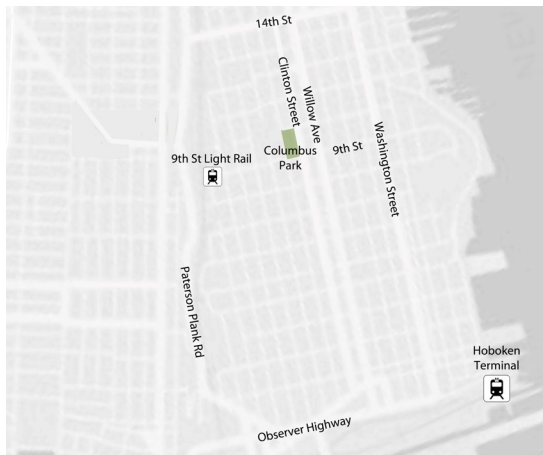 14th St
Clinton Street
Willow Ave
Washington Street
9th St
Columbus
Park
9th St Light Rail
Paterson Plank Rd
Hoboken
Terminal
Observer Highway